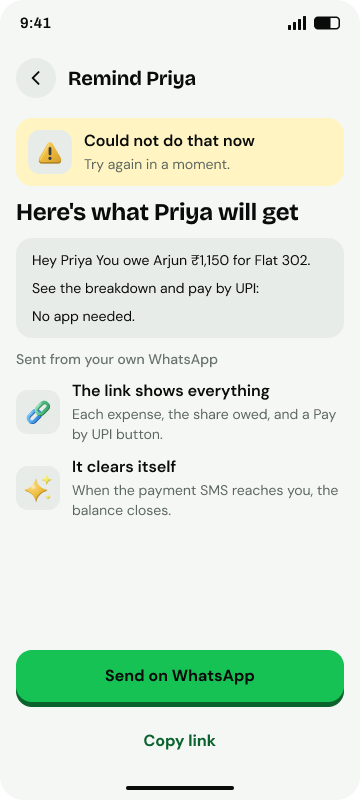 9:41
Remind Priya
Could not do that now
Try again in a moment.
Here's what Priya will get
Hey Priya You owe Arjun ₹1,150 for Flat 302.
See the breakdown and pay by UPI:
No app needed.
Sent from your own WhatsApp
The link shows everything
Each expense, the share owed, and a Pay
by UPI button.
It clears itself
When the payment SMS reaches you, the
balance closes.
Send on WhatsApp
Copy link